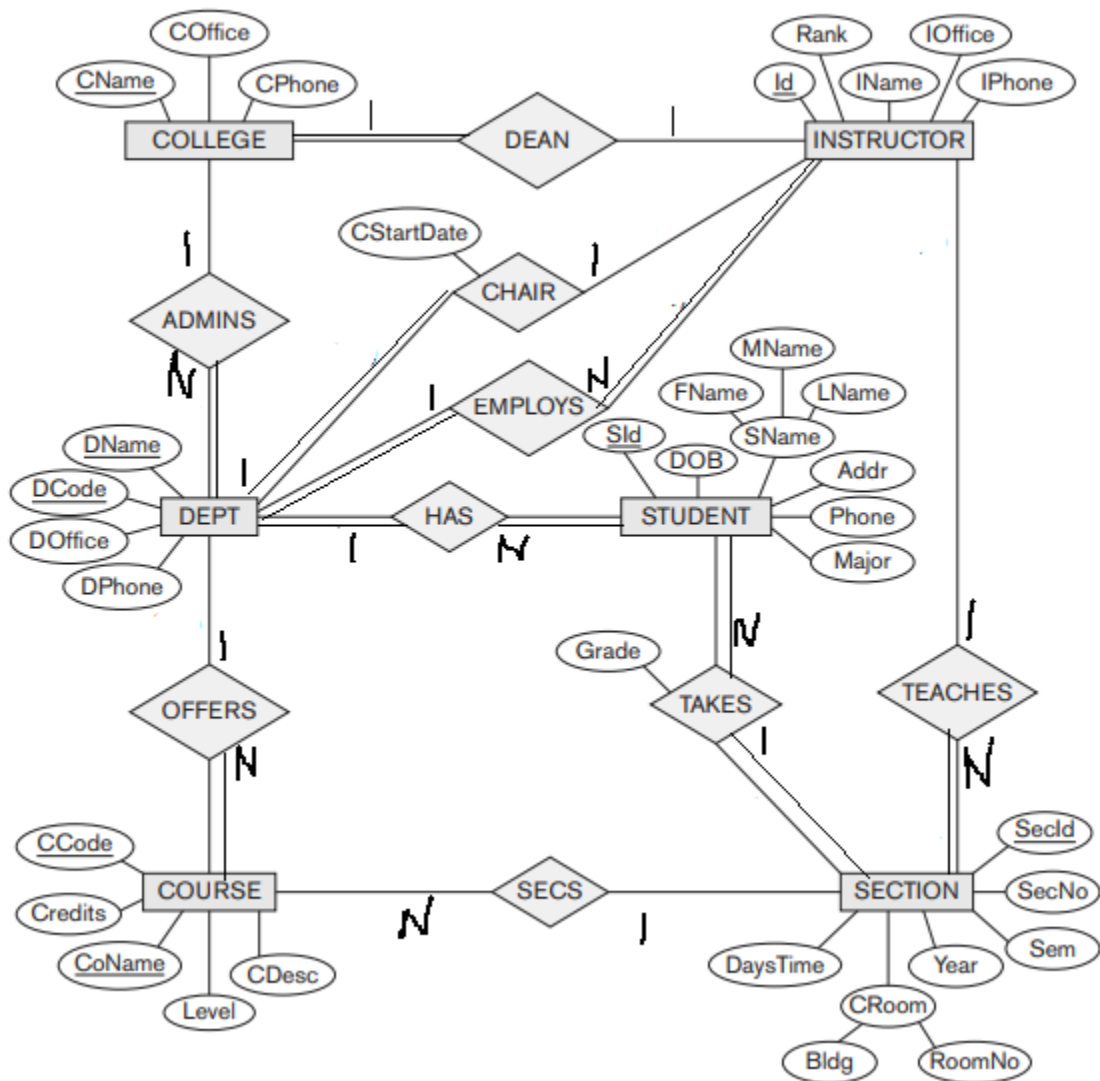 COffice
Rank
IOffice
CName
CPhone
Id
IName
IPhone
1
1
COLLEGE
DEAN
INSTRUCTOR
CStartDate
1
1
CHAIR
ADMINS
MName
N
N
FName
LName
1
EMPLOYS
SId
SName
DName
DOB
1
Addr
DCode
DEPT
HAS
STUDENT
Phone
DOffice
1
N
Major
DPhone
1
N
1
Grade
OFFERS
TAKES
TEACHES
1
N
N
CCode
SecId
COURSE
SECS
SECTION
SecNo
Credits
N
1
CoName
CDesc
DaysTime
Year
Sem
Level
CRoom
Bldg
RoomNo